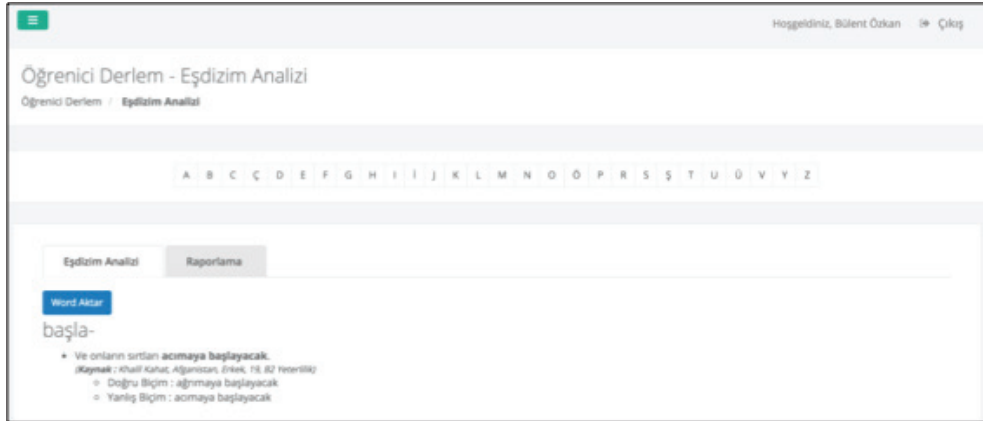 Hoşgeldiniz, Bülent Özkan Çıkış
Öğrenici Derlem - Eşdizim Analizi
Öğrenici Derlem / Eşdizim Analizi
A B C Ç D E F G H I İ J K L M N O Ö P R S Ş T U Ü V Y Z
Eşdizim Analizi Raporlama
Word Aktar
başla-
Ve onların sırtları acımaya başlayacak.
(Kaynak : Khalil Kahat, Afganistan, Erkek, 19, B2 Yeterlilik)
Doğru Biçim : ağrımaya başlayacak
Yanlış Biçim : acımaya başlayacak